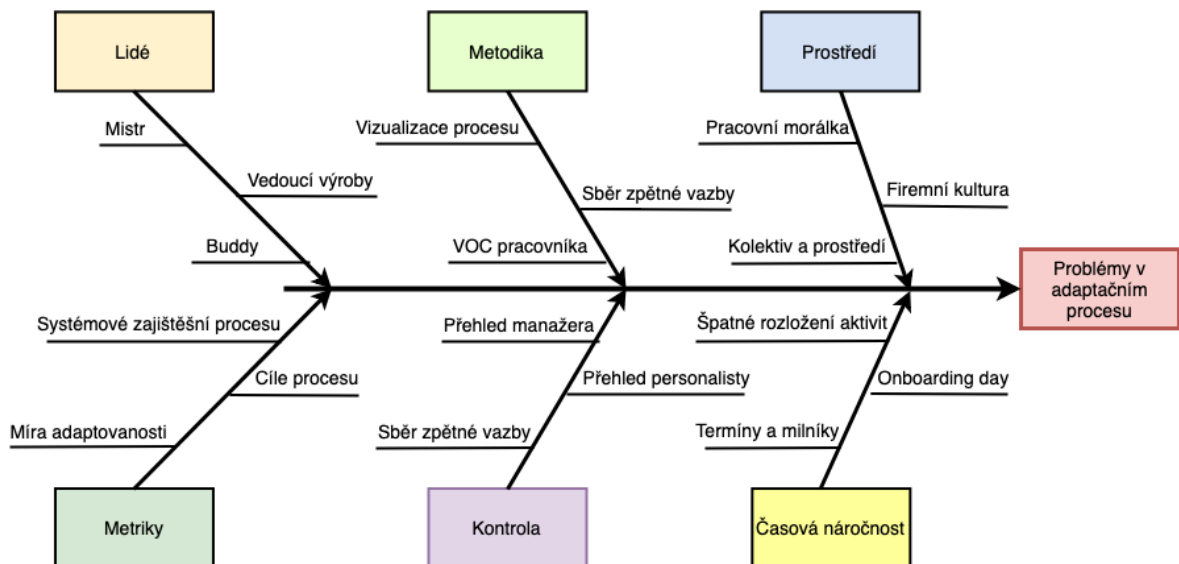 Lidé
Metodika
Prostředí
Mistr
Vizualizace procesu
Pracovní morálka
Vedoucí výroby
Sběr zpětné vazby
Firemní kultura
Buddy
VOC pracovníka
Kolektiv a prostředí
Problémy v
adaptačním
procesu
Systémové zajištěšní procesu
Přehled manažera
Špatné rozložení aktivit
Cíle procesu
Přehled personalisty
Onboarding day
Míra adaptovanosti
Sběr zpětné vazby
Termíny a milníky
Metriky
Kontrola
Časová náročnost